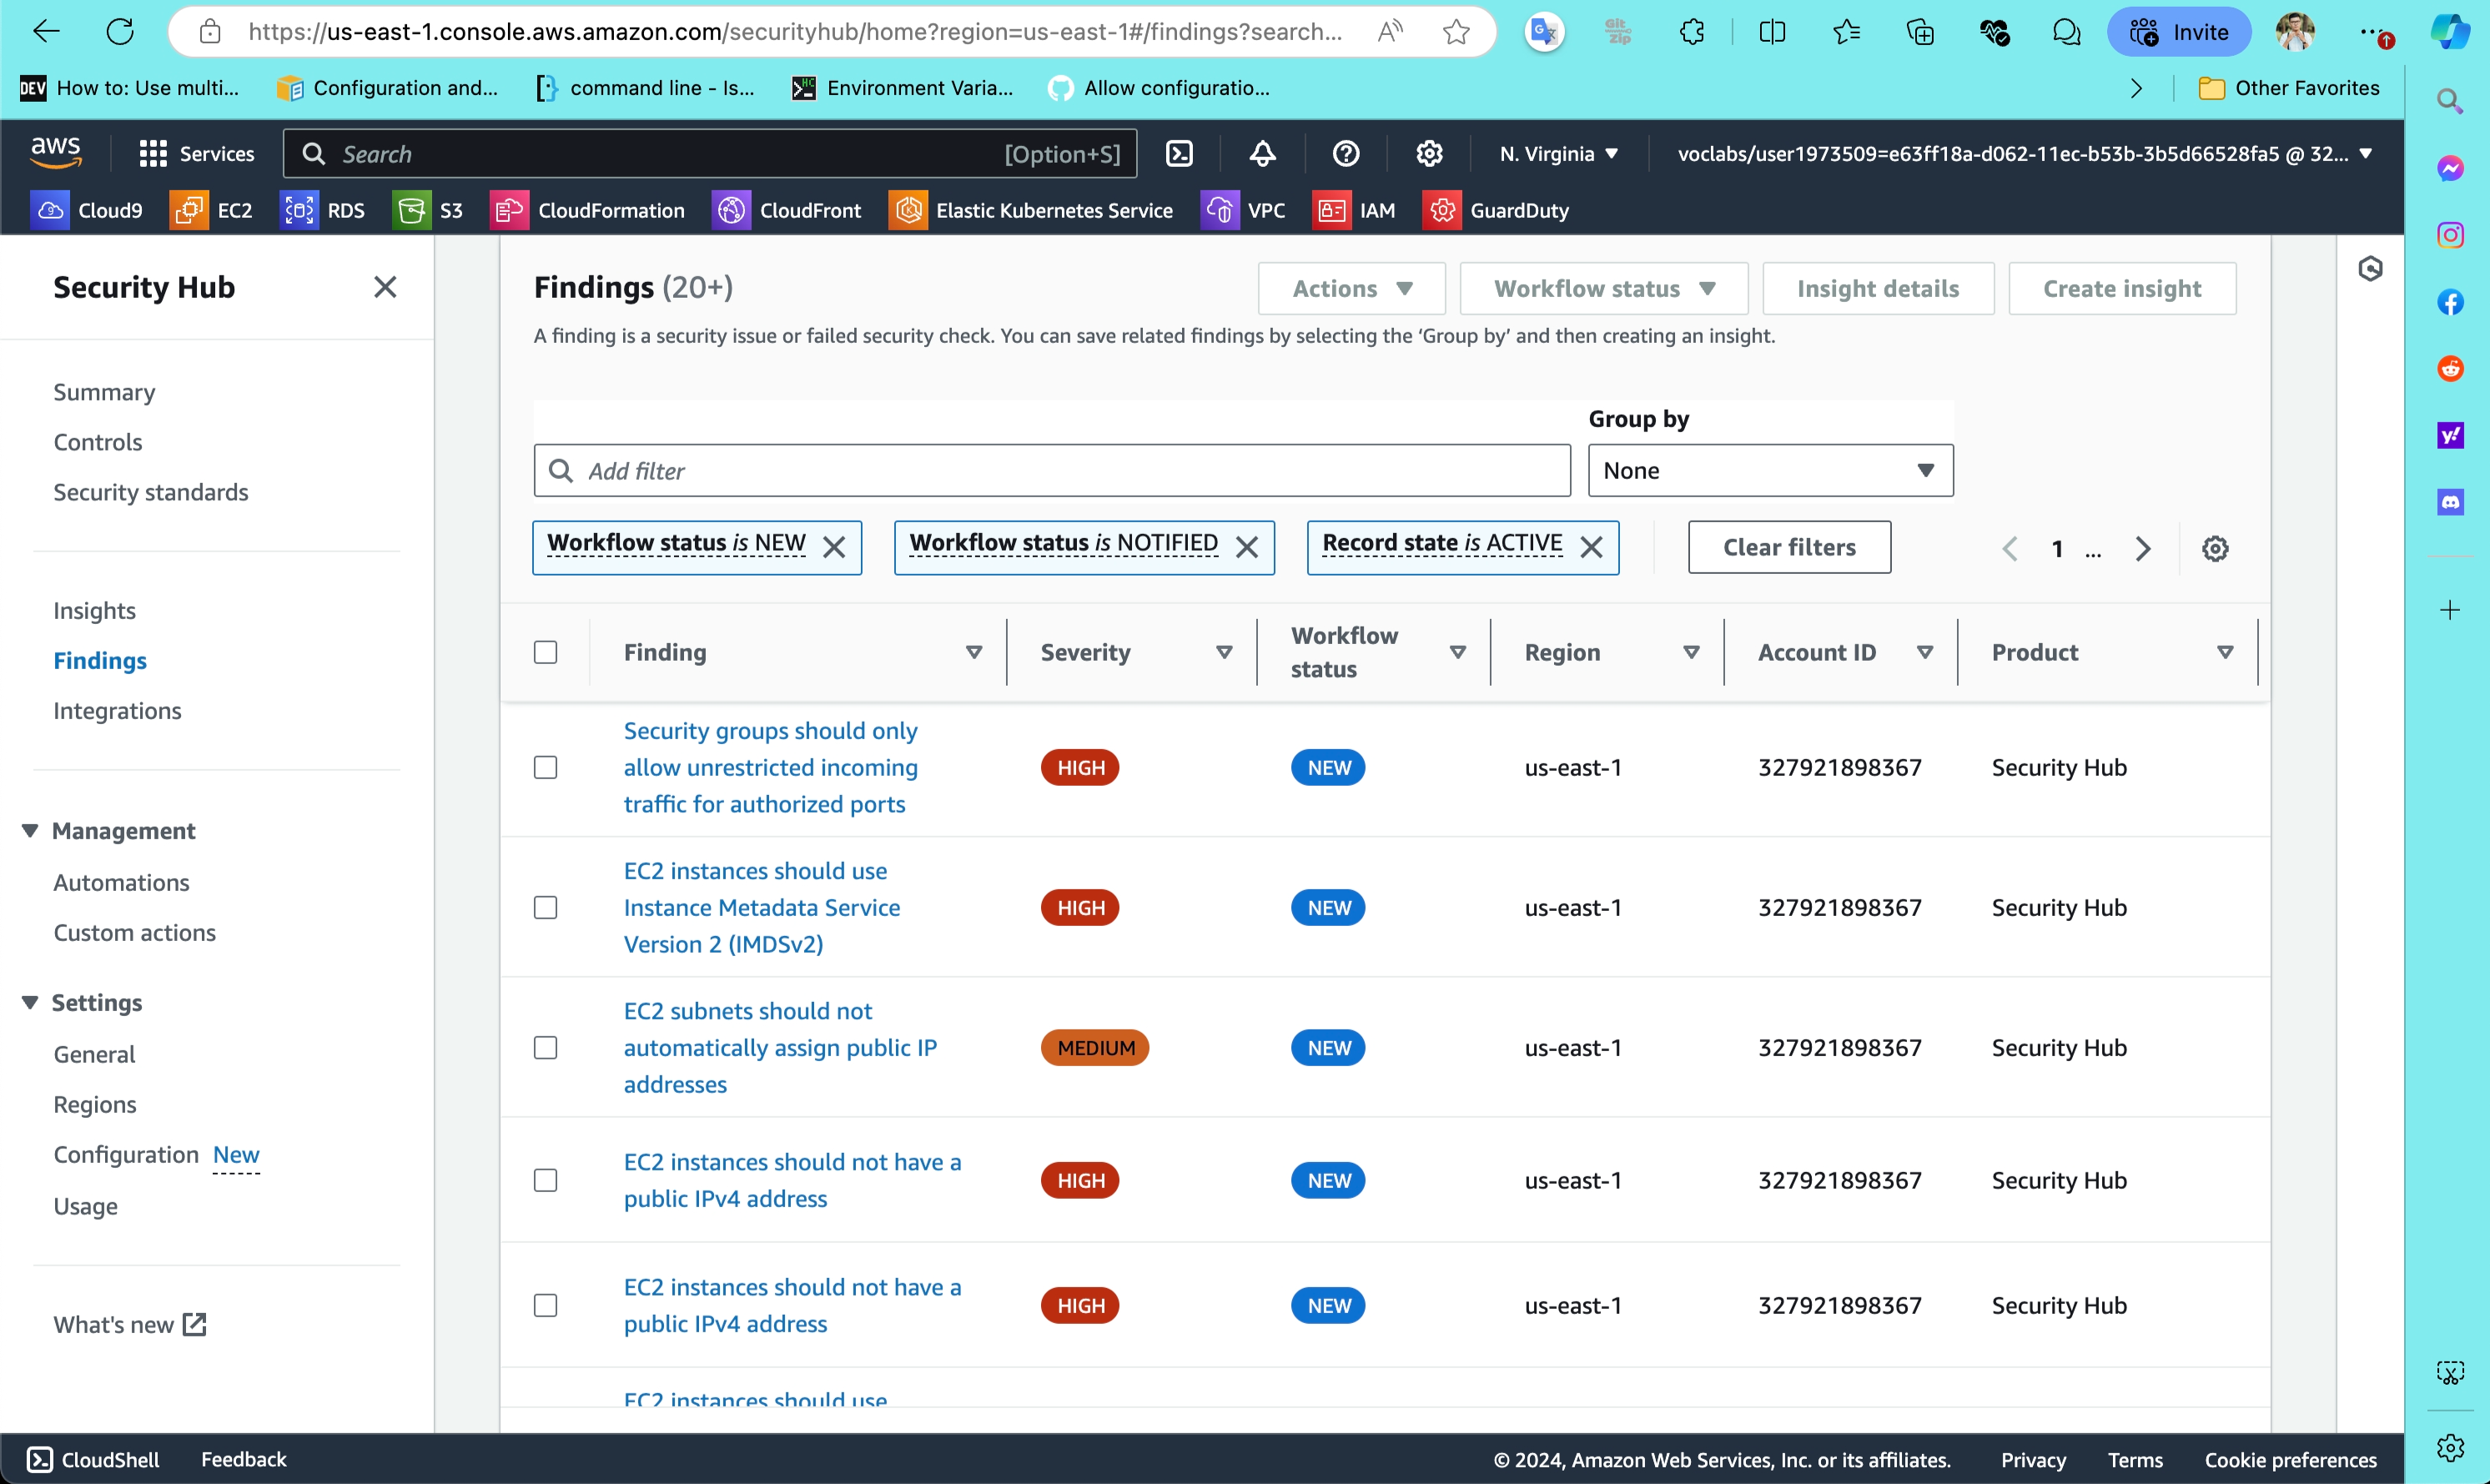 https://us-east-1.console.aws.amazon.com/securityhub/home?region=us-east-1#/findings?search...
Git
zip
Invite
DEV How to: Use multi...
Configuration and...
command line - ls...
HC
Environment Varia...
Allow configuratio...
Other Favorites
aws
Services
Search
[Option+S]
N. Virginia
voclabs/user1973509=e63ff18a-d062-11ec-b53b-3b5d66528fa5 @ 32...
Cloud9
EC2
RDS
S3
CloudFormation
CloudFront
Elastic Kubernetes Service
VPC
IAM
GuardDuty
Security Hub
Summary
Controls
Security standards
Insights
Findings
Integrations
Management
Automations
Custom actions
Settings
General
Regions
Configuration New
Usage
What's new
Findings (20+)
Actions
Workflow status
Insight details
Create insight
A finding is a security issue or failed security check. You can save related findings by selecting the ‘Group by’ and then creating an insight.
Group by
Add filter
None
Workflow status is NEW
Workflow status is NOTIFIED
Record state is ACTIVE
Clear filters
1 ...
Finding
Severity
Workflow
status
Region
Account ID
Product
Security groups should only
allow unrestricted incoming
traffic for authorized ports
HIGH
NEW
us-east-1
327921898367
Security Hub
EC2 instances should use
Instance Metadata Service
Version 2 (IMDSv2)
HIGH
NEW
us-east-1
327921898367
Security Hub
EC2 subnets should not
automatically assign public IP
addresses
MEDIUM
NEW
us-east-1
327921898367
Security Hub
EC2 instances should not have a
public IPv4 address
HIGH
NEW
us-east-1
327921898367
Security Hub
EC2 instances should not have a
public IPv4 address
HIGH
NEW
us-east-1
327921898367
Security Hub
EC2 instances should use
CloudShell
Feedback
© 2024, Amazon Web Services, Inc. or its affiliates.
Privacy
Terms
Cookie preferences